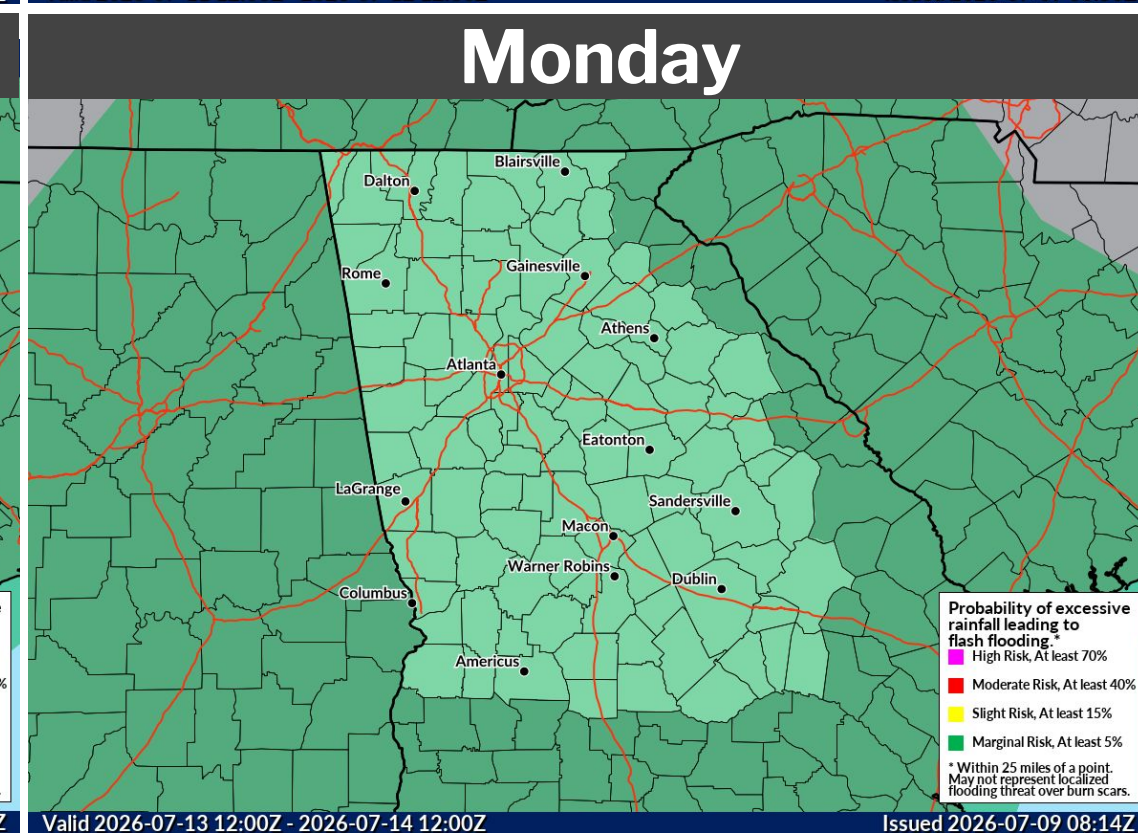 Monday
Blairsville
Dalton
Gainesville
Rome
Athens
Atlanta
Eatonton
LaGrange
Sandersville
Macon
Warner Robins
Dublin
Columbus
Americus
Probability of excessive
rainfall leading to
flash flooding.*
High Risk, At least 70%
Moderate Risk, At least 40%
Slight Risk, At least 15%
Marginal Risk, At least 5%
* Within 25 miles of a point.
May not represent localized
flooding threat over burn scars.
Valid 2026-07-13 12:00Z - 2026-07-14 12:00Z
Issued 2026-07-09 08:14Z